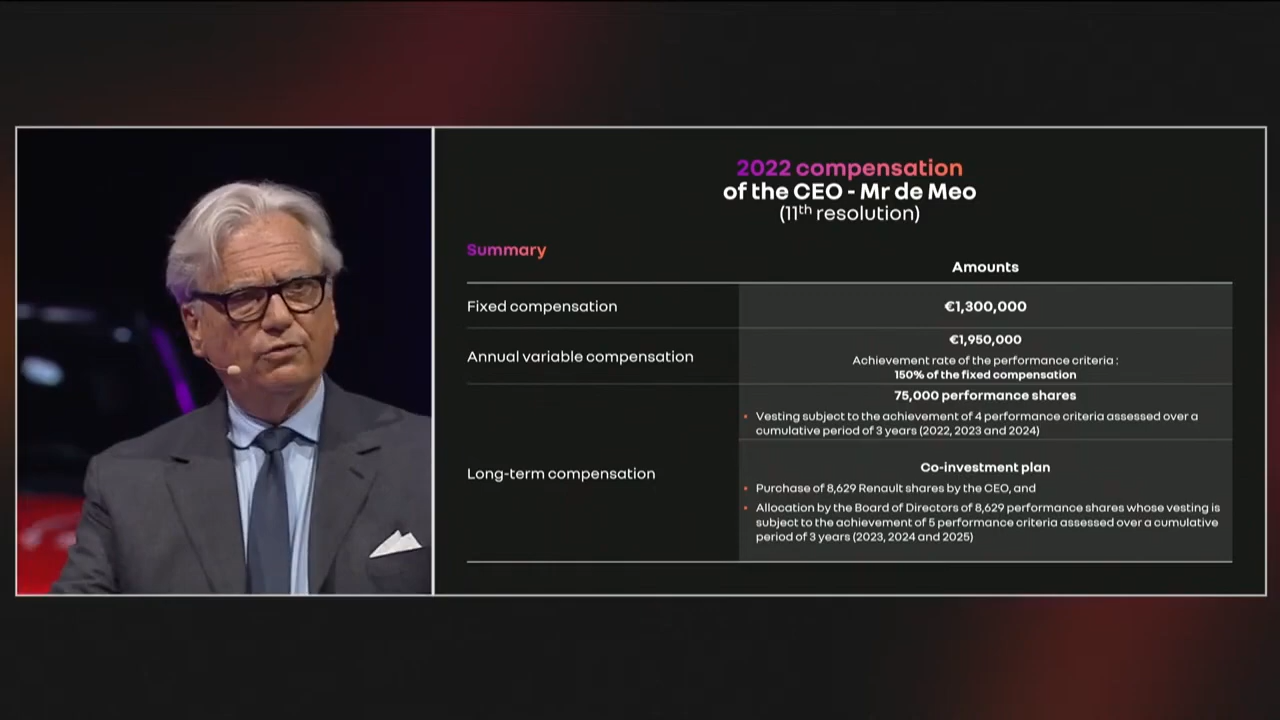 2022 compensation
of the CEO - Mr de Meo
(11th resolution)
Summary
Amounts
Fixed compensation
€1,300,000
Annual variable compensation
€1,950,000
Achievement rate of the performance criteria :
150% of the fixed compensation
Long-term compensation
75,000 performance shares
• Vesting subject to the achievement of 4 performance criteria assessed over a
cumulative period of 3 years (2022, 2023 and 2024)
Co-investment plan
• Purchase of 8,629 Renault shares by the CEO, and
• Allocation by the Board of Directors of 8,629 performance shares whose vesting is
subject to the achievement of 5 performance criteria assessed over a cumulative
period of 3 years (2023, 2024 and 2025)